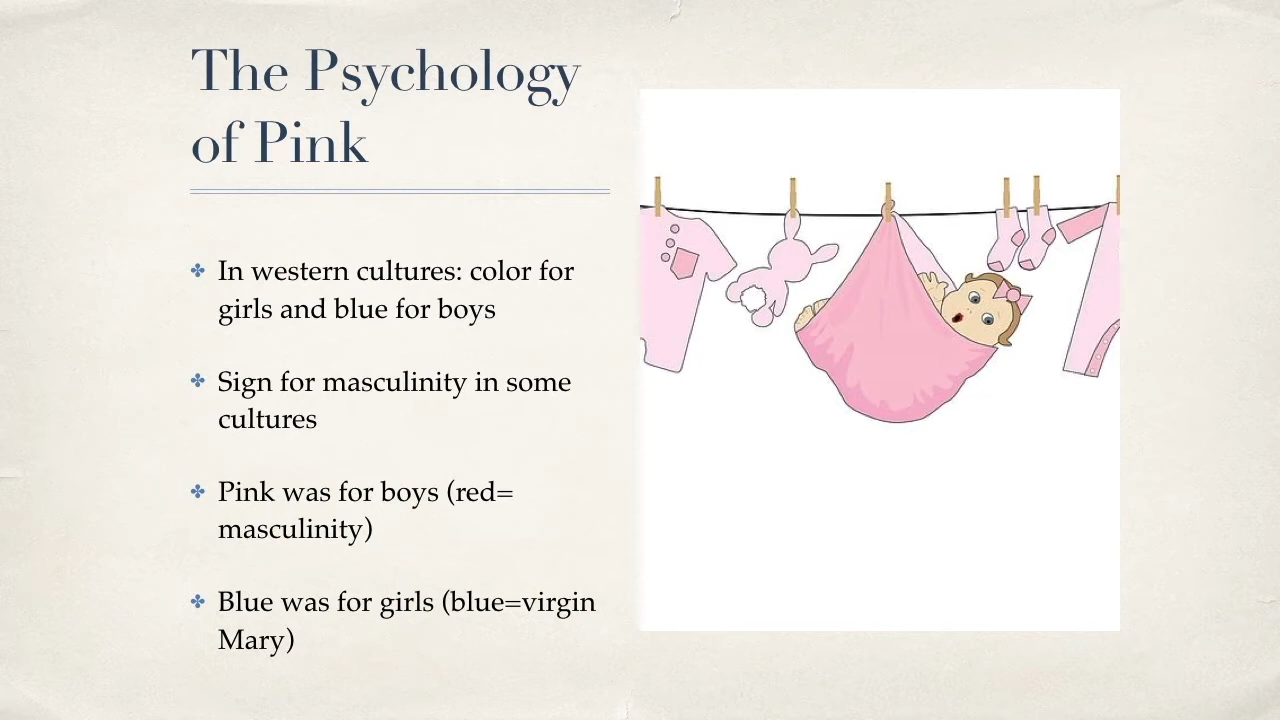 The Psychology
of Pink
In western cultures: color for
girls and blue for boys
Sign for masculinity in some
cultures
Pink was for boys (red=
masculinity)
Blue was for girls (blue=virgin
Mary)